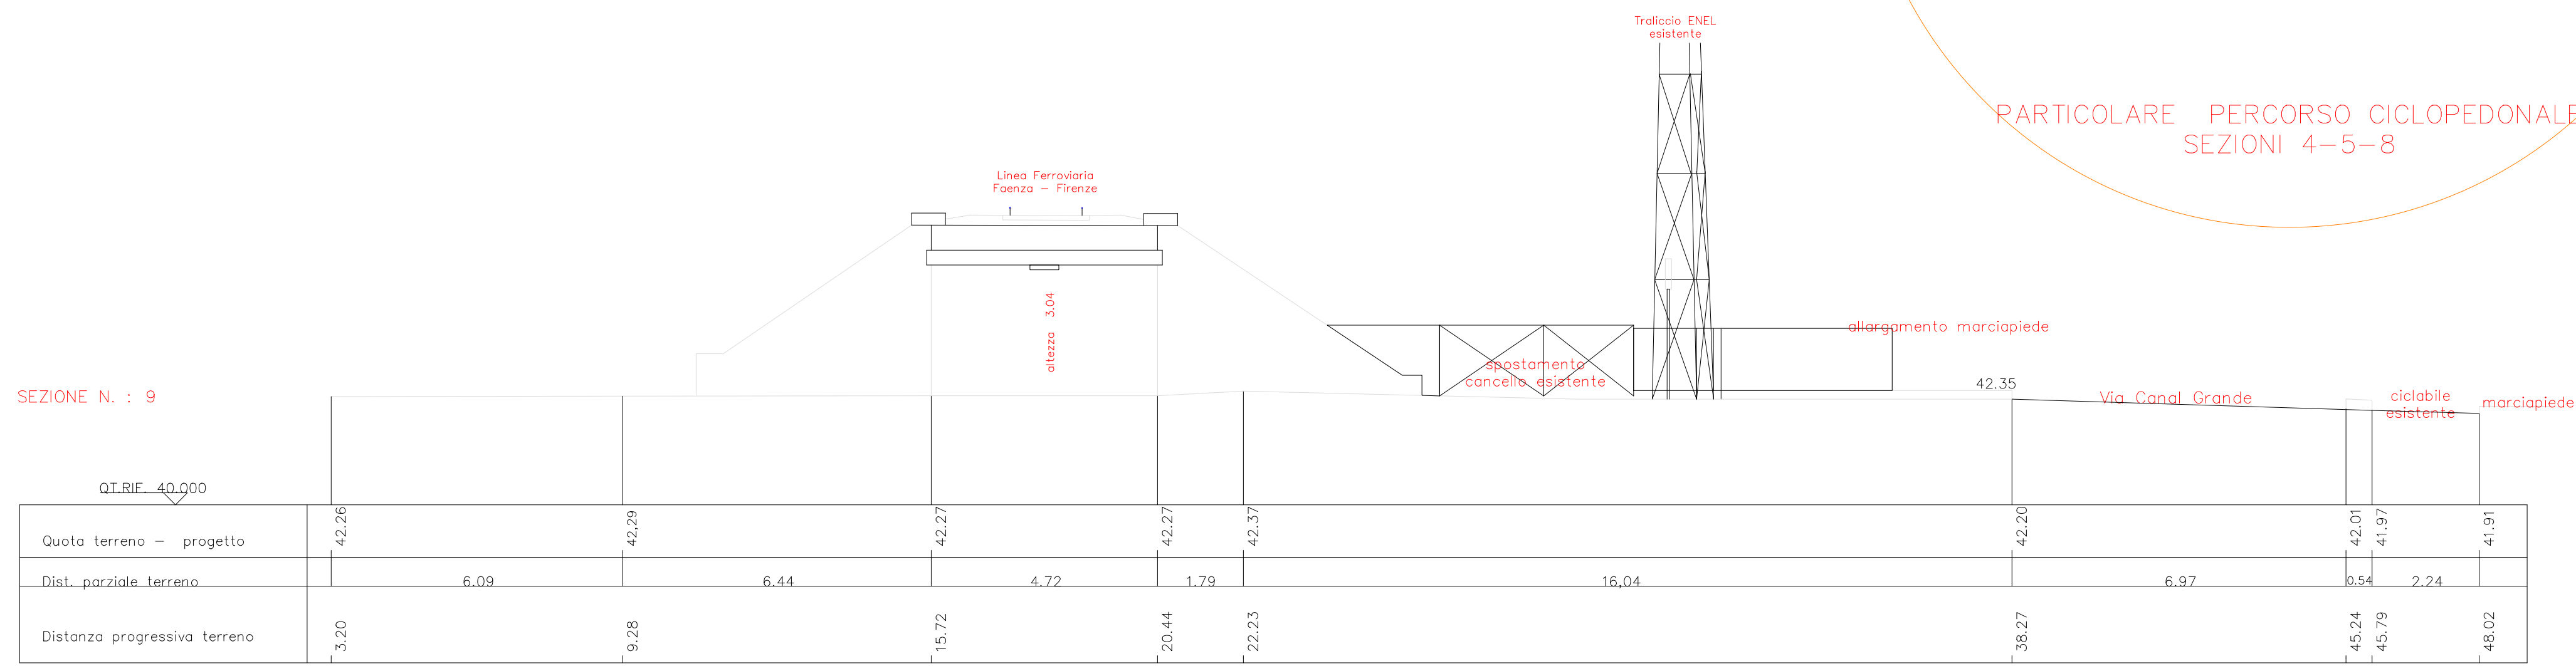 Traliccio ENEL
esistente
PARTICOLARE PERCORSO CICLOPEDONALE
SEZIONI 4-5-8
Linea Ferroviaria
Faenza - Firenze
altezza 3.04
allargamento marciapiede
spostamento
cancello esistente
42.35
SEZIONE N. : 9
Via Canal Grande
ciclabile
esistente
marciapiede
QT.RIF. 40.000
Quota terreno - progetto
42.26
42,29
42.27
42.27
42.37
42.20
42.01
41.97
41.91
Dist. parziale terreno
6.09
6.44
4.72
1.79
16,04
6.97
0.54
2.24
Distanza progressiva terreno
3.20
9.28
15.72
20.44
22.23
38.27
45.24
45.79
48.02